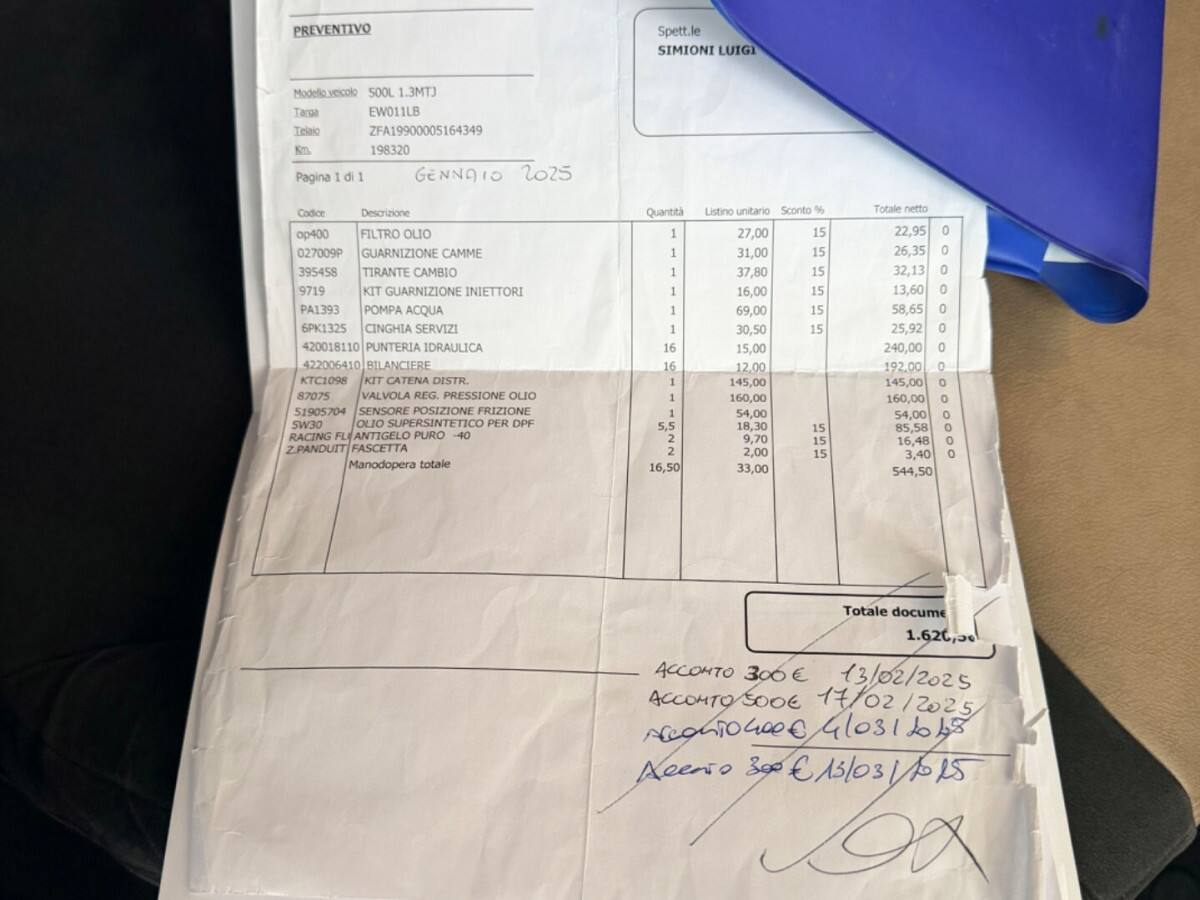 PREVENTIVO
Spett.le
SIMIONI LUIGI
Modello veicolo 500L 1.3MTJ
Targa EW011LB
Telaio ZFA19900005164349
Km. 198320
Pagina 1 di 1 GENNAIO 2025
Codice Descrizione Quantità Listino unitario Sconto % Totale netto
op400 FILTRO OLIO 1 27,00 15 22,95 0
027009P GUARNIZIONE CAMME 1 31,00 15 26,35 0
395458 TIRANTE CAMBIO 1 37,80 15 32,13 0
9719 KIT GUARNIZIONE INIETTORI 1 16,00 15 13,60 0
PA1393 POMPA ACQUA 1 69,00 15 58,65 0
6PK1325 CINGHIA SERVIZI 1 30,50 15 25,92 0
420018110 PUNTERIA IDRAULICA 16 15,00 240,00 0
422006410 BILANCIERE 16 12,00 192,00 0
KTC1098 KIT CATENA DISTR. 1 145,00 145,00 0
87075 VALVOLA REG. PRESSIONE OLIO 1 160,00 160,00 0
51905704 SENSORE POSIZIONE FRIZIONE 1 54,00 54,00 0
5W30 OLIO SUPERSINTETICO PER DPF 5,5 18,30 15 85,58 0
RACING FL ANTIGELO PURO -40 2 9,70 15 16,48 0
Z.PANDUIT FASCETTA 2 2,00 15 3,40 0
Manodopera totale 16,50 33,00 544,50
Totale docume
1.620,
ACCONTO 300€ 13/02/2025
ACCONTO 500€ 17/02/2025
ACCONTO 400€ 4/03/2025
Acconto 300€ 13/03/2025